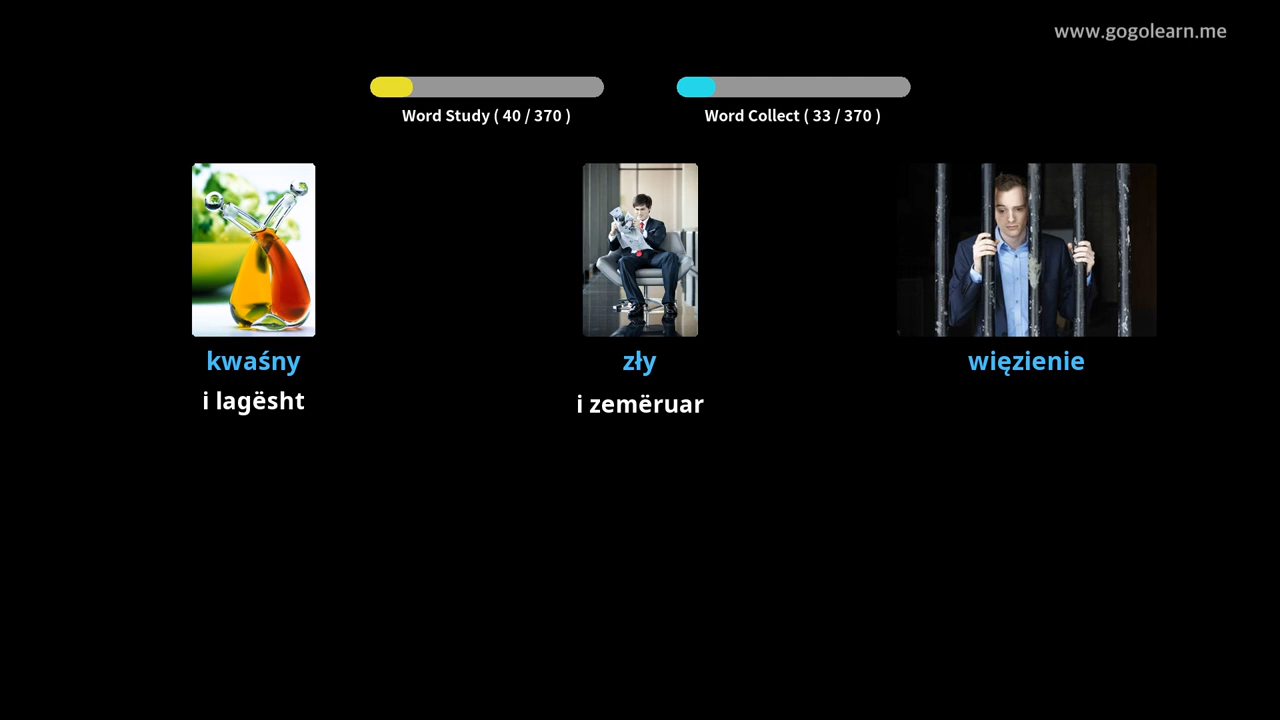 www.gogolearn.me
Word Study ( 40 / 370 )
Word Collect ( 33 / 370 )
kwaśny
zły
więzienie
i lagësht
i zemëruar